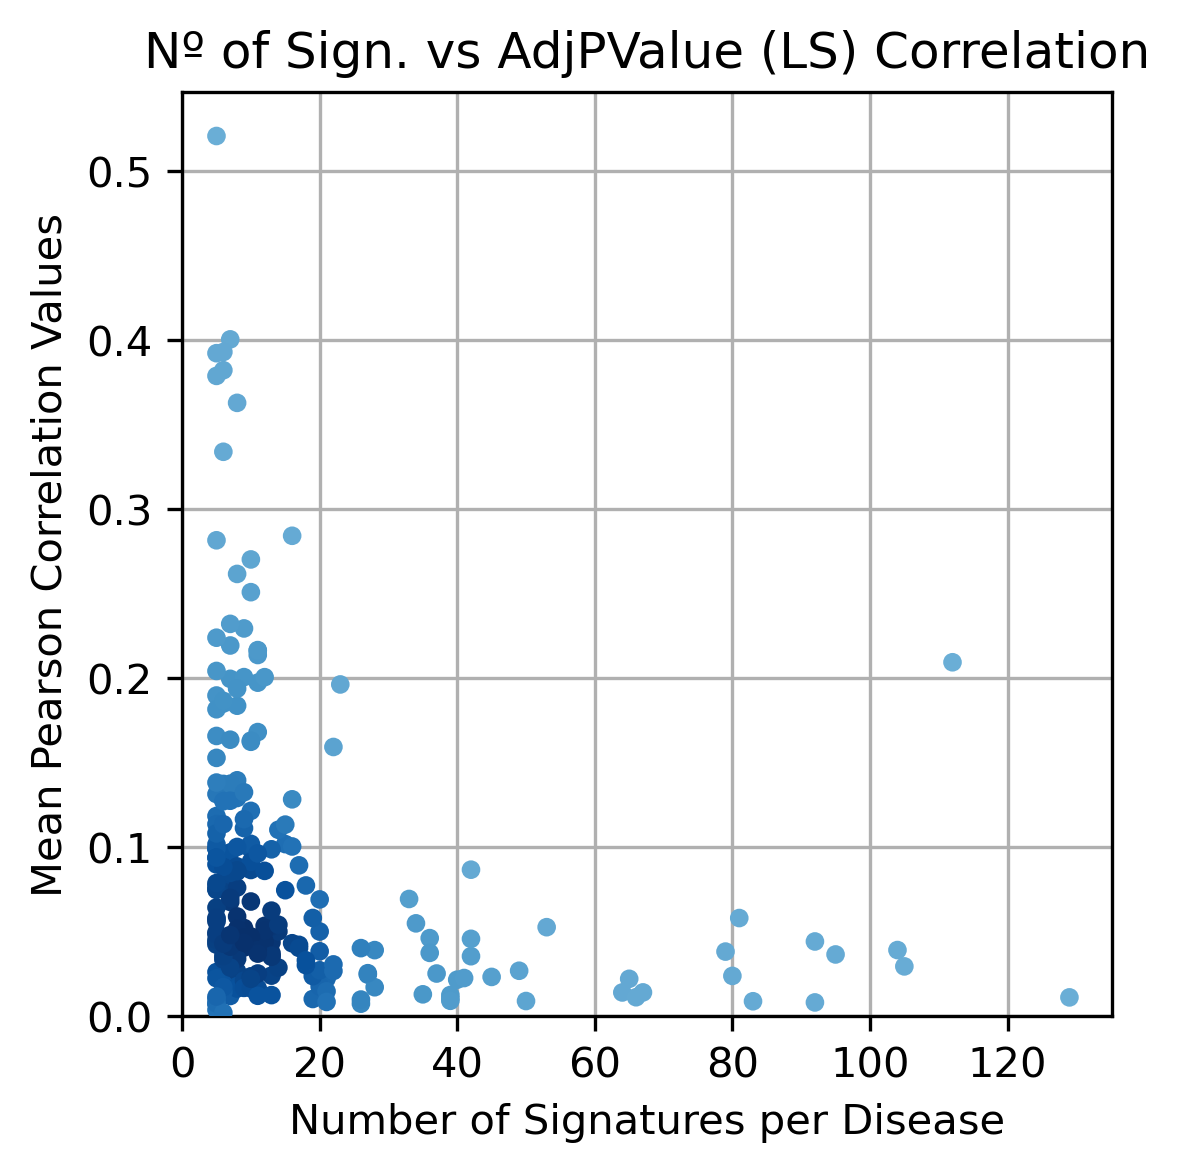 Nº of Sign. vs AdjPValue (LS) Correlation
Mean Pearson Correlation Values
0.5
0.4
0.3
0.2
0.1
0.0
0 20 40 60 80 100 120
Number of Signatures per Disease